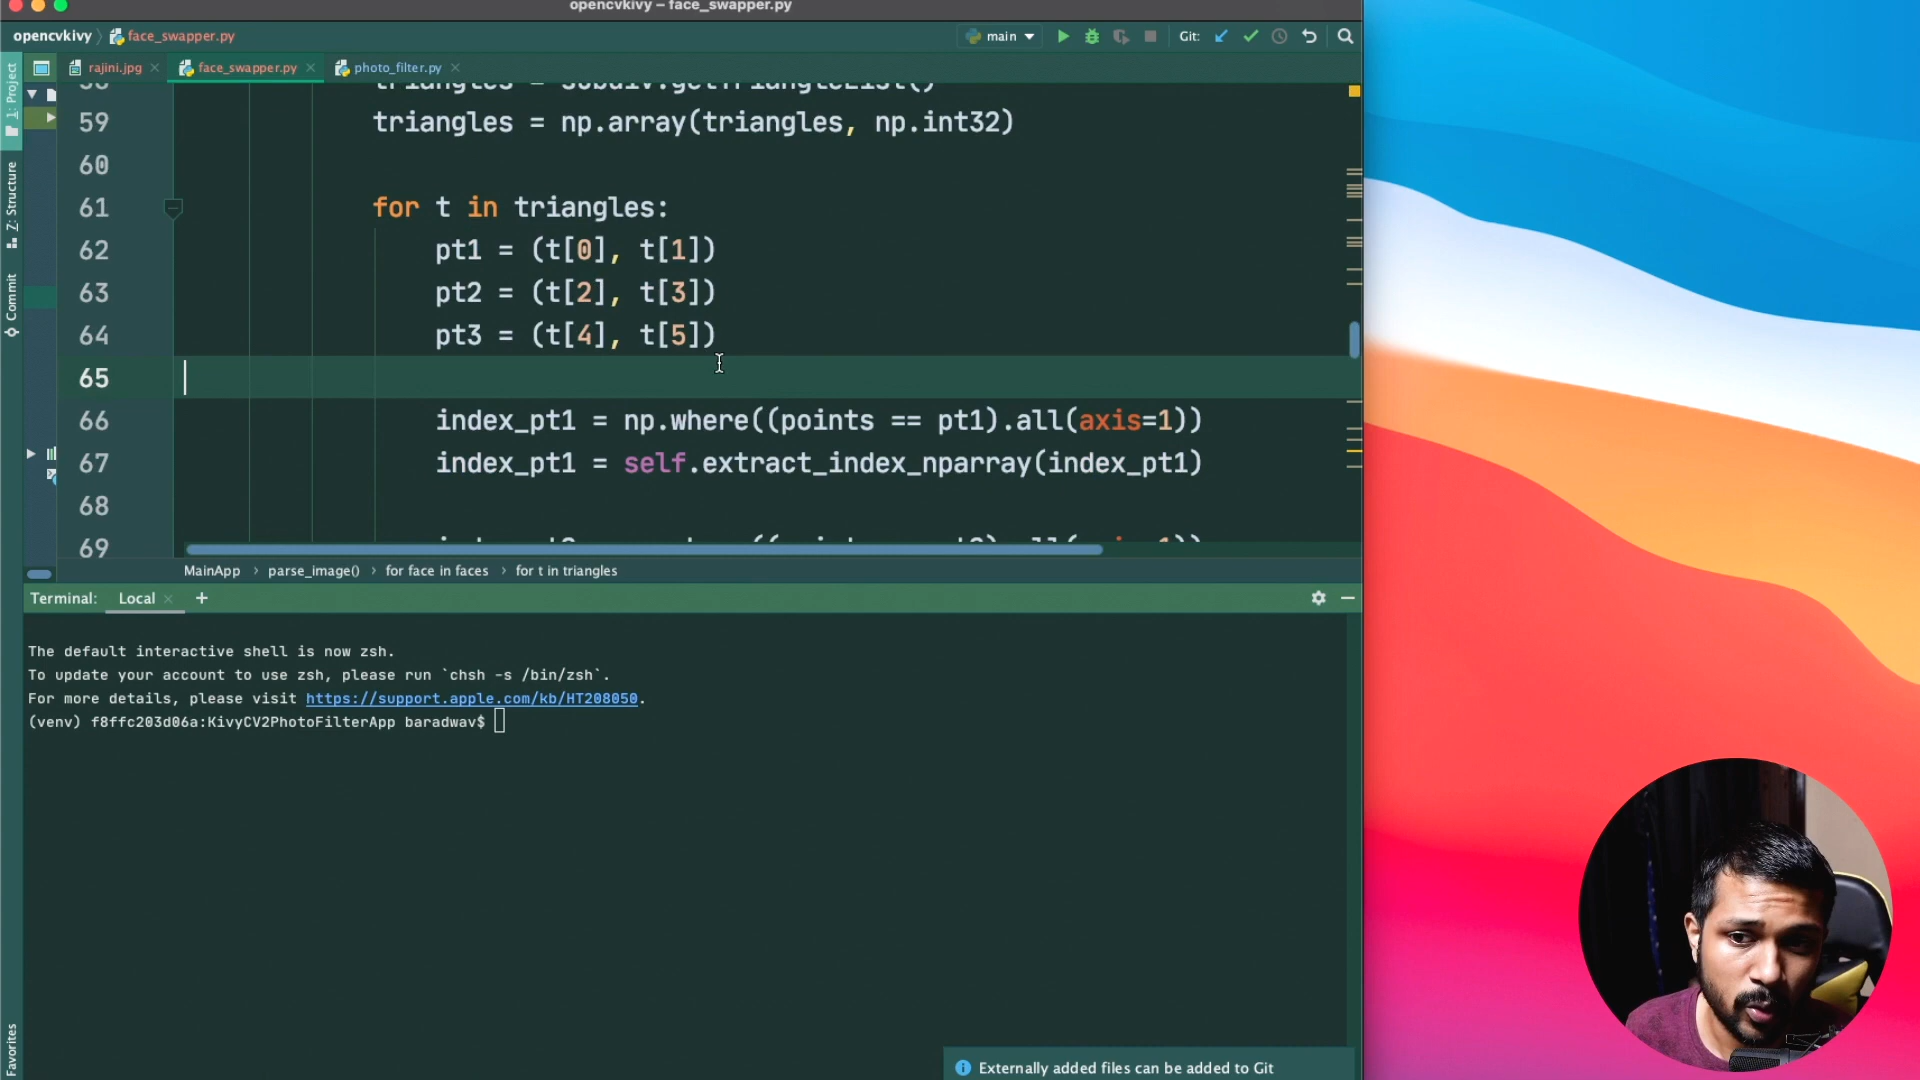 opencvkivy – face_swapper.py
opencvkivy face_swapper.py main Git:
rajini.jpg face_swapper.py photo_filter.py
1: Project
Z: Structure
Commit
Favorites
triangles = subdiv.getTriangleList()
59 triangles = np.array(triangles, np.int32)
60
61 for t in triangles:
62 pt1 = (t[0], t[1])
63 pt2 = (t[2], t[3])
64 pt3 = (t[4], t[5])
65
66 index_pt1 = np.where((points == pt1).all(axis=1))
67 index_pt1 = self.extract_index_nparray(index_pt1)
68
69
MainApp › parse_image() › for face in faces › for t in triangles
Terminal: Local +
The default interactive shell is now zsh.
To update your account to use zsh, please run `chsh -s /bin/zsh`.
For more details, please visit https://support.apple.com/kb/HT208050.
(venv) f8ffc203d06a:KivyCV2PhotoFilterApp baradwav$
Externally added files can be added to Git